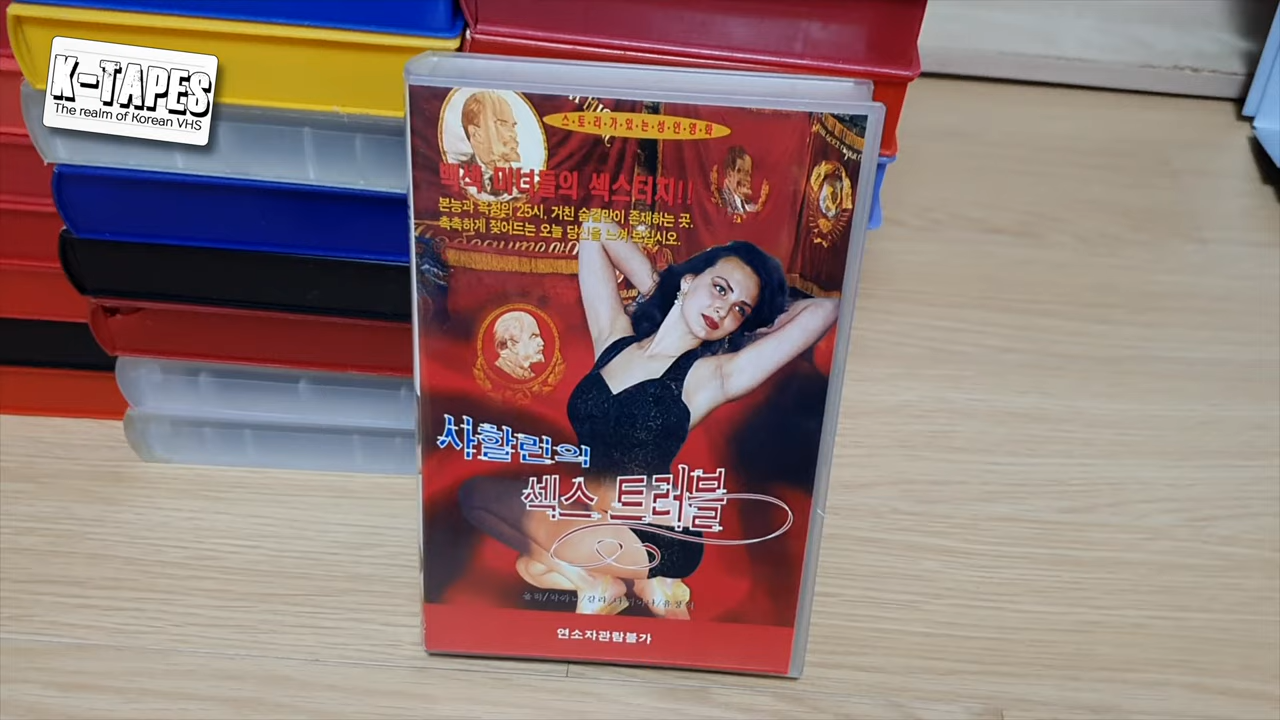 K-TAPES
The realm of Korean VHS
스·토·리·가·있·는·성·인·영·화
백색 미녀들의 섹스터치!!
본능과 욕정의 25시, 거친 숨결만이 존재하는 곳.
촉촉하게 젖어드는 오늘 당신을 느껴 보십시오.
사할린의
섹스 트러블
연소자관람불가